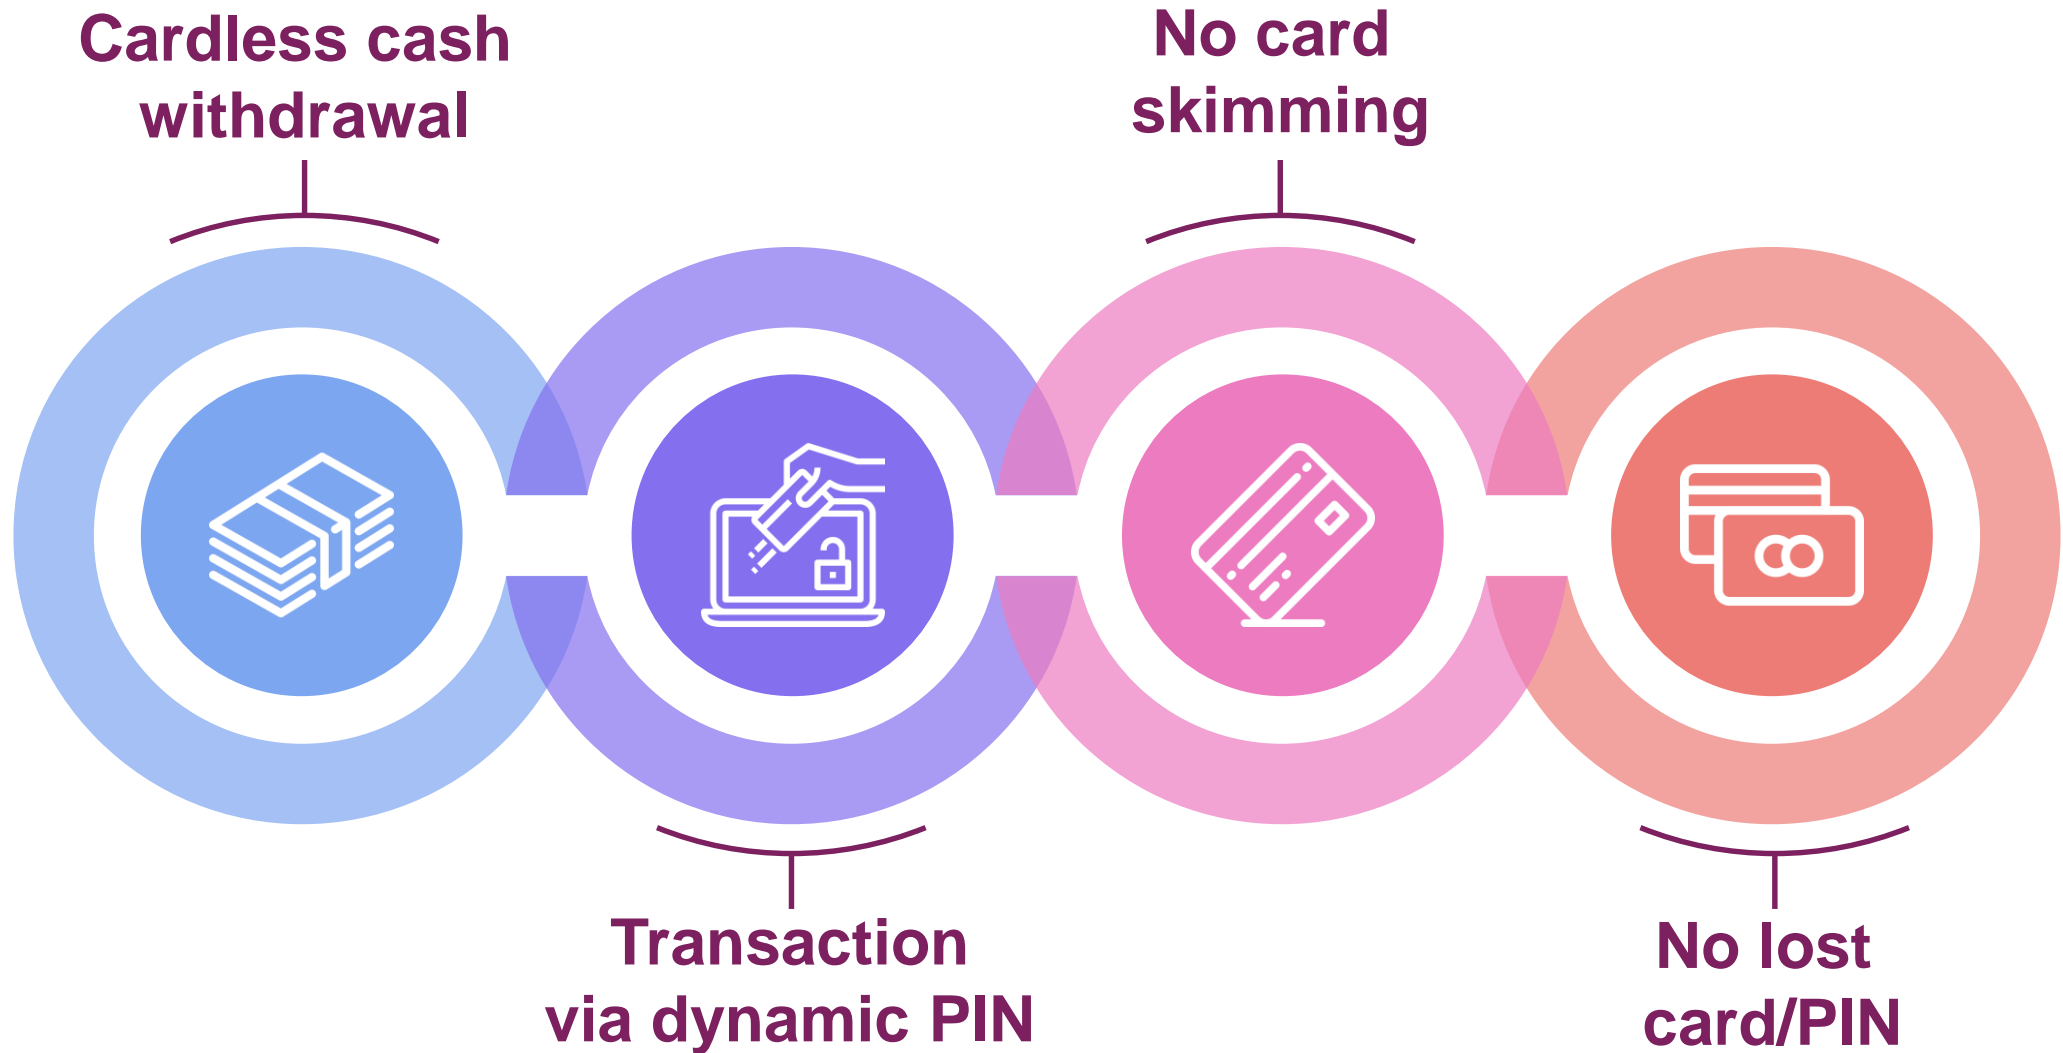 Cardless cash
withdrawal
No card
skimming
Transaction
via dynamic PIN
No lost
card/PIN